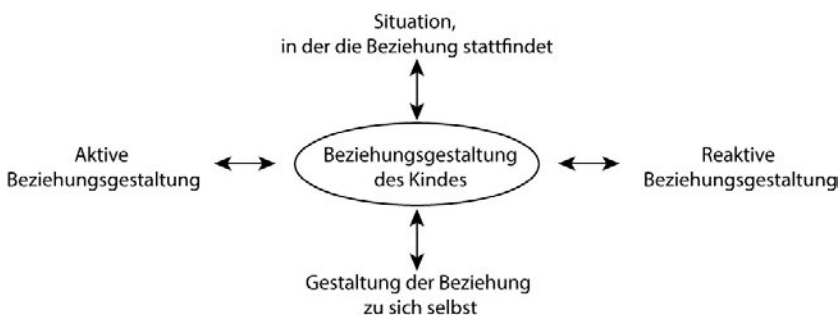 Situation,
in der die Beziehung stattfindet
Aktive
Beziehungsgestaltung
Beziehungsgestaltung
des Kindes
Reaktive
Beziehungsgestaltung
Gestaltung der Beziehung
zu sich selbst